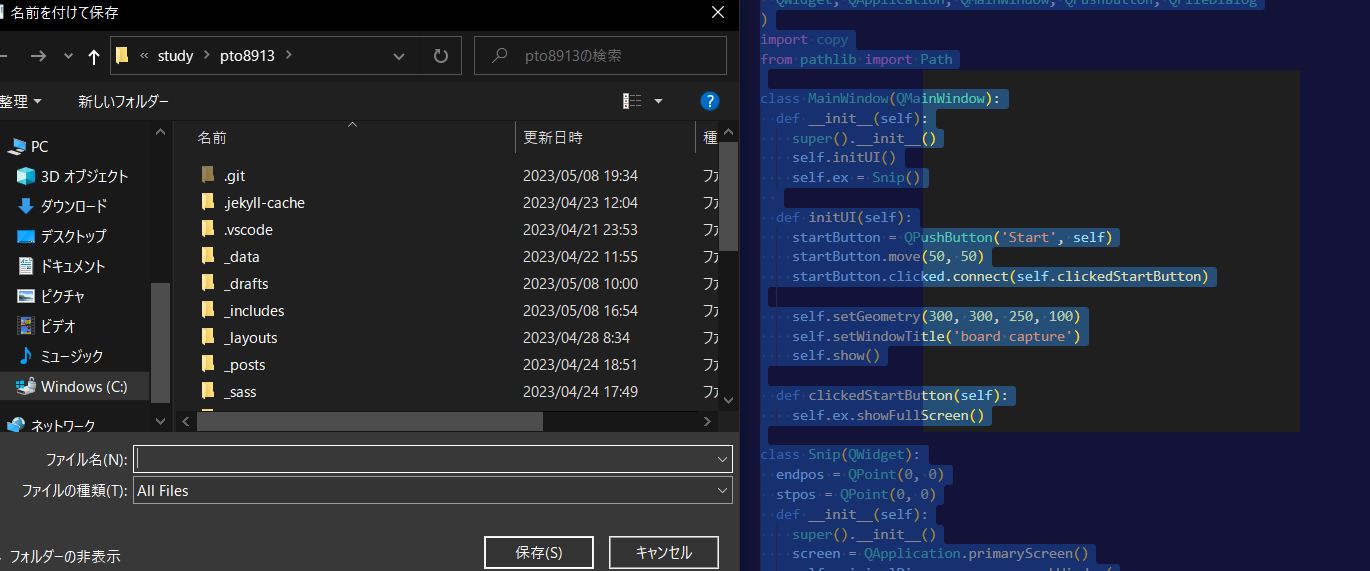 名前を付けて保存
« study > pto8913 >
pto8913の検索
整理
新しいフォルダー
?
名前
更新日時
種
PC
3D オブジェクト
ダウンロード
デスクトップ
ドキュメント
ピクチャ
ビデオ
ミュージック
Windows (C:)
ネットワーク
.git 2023/05/08 19:34 ファ
.jekyll-cache 2023/04/23 12:04 ファ
.vscode 2023/04/21 23:53 ファ
_data 2023/04/22 11:55 ファ
_drafts 2023/05/08 10:00 ファ
_includes 2023/05/08 16:54 ファ
_layouts 2023/04/28 8:34 ファ
_posts 2023/04/24 18:51 ファ
_sass 2023/04/24 17:49 ファ
ファイル名(N):
ファイルの種類(T): All Files
フォルダーの非表示
保存(S)
キャンセル
QWidget, QApplication, QMainWindow, QPushButton, QFileDialog
)
import copy
from pathlib import Path
class MainWindow(QMainWindow):
def __init__(self):
super().__init__()
self.initUI()
self.ex = Snip()
def initUI(self):
startButton = QPushButton('Start', self)
startButton.move(50, 50)
startButton.clicked.connect(self.clickedStartButton)
self.setGeometry(300, 300, 250, 100)
self.setWindowTitle('board capture')
self.show()
def clickedStartButton(self):
self.ex.showFullScreen()
class Snip(QWidget):
endpos = QPoint(0, 0)
stpos = QPoint(0, 0)
def __init__(self):
super().__init__()
screen = QApplication.primaryScreen()